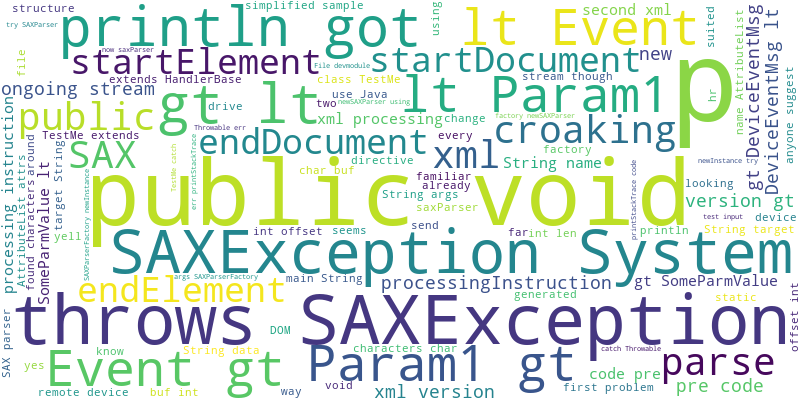 structure
simplified sample
using
second xml
suited
try SAXParser
println got
lt Event
now saxParser
file
startElement
File devmodule
startDocument
new
name AttributeList
DeviceEventMsg lt
gt DeviceEventMsg
anyone suggest
p
ongoing stream
extends HandlerBase
class TestMe
stream though
hr
gt lt
use Java
two
newSAXParser using
lt Param1
drive
public
factory newSAXParser
processing instruction
TestMe extends
Throwable err
xml processing
change
croaking
endDocument
every
SAX
directive
factory
xml
String name
newInstance try
target String
around
found characters
AttributeList attrs
SomeParmValue lt
SAXParserFactory newInstance
TestMe catch
err printStackTrace
char buf
familiar
already
looking
printStackTrace code
public void
String args
saxParser
version gt
send
test input
device
yell
int offset
seems
far
int len
println
String target
SAXException System
args SAXParserFactory
main String
processingInstruction
gt SomeParmValue
endElement
generated
static
offset int
throws SAXException
DOM
SAX parser
know
String data
characters char
catch Throwable
yes
Event gt
Param1 gt
parse
code pre
remote device
buf int
way
void
xml version
first problem
pre code